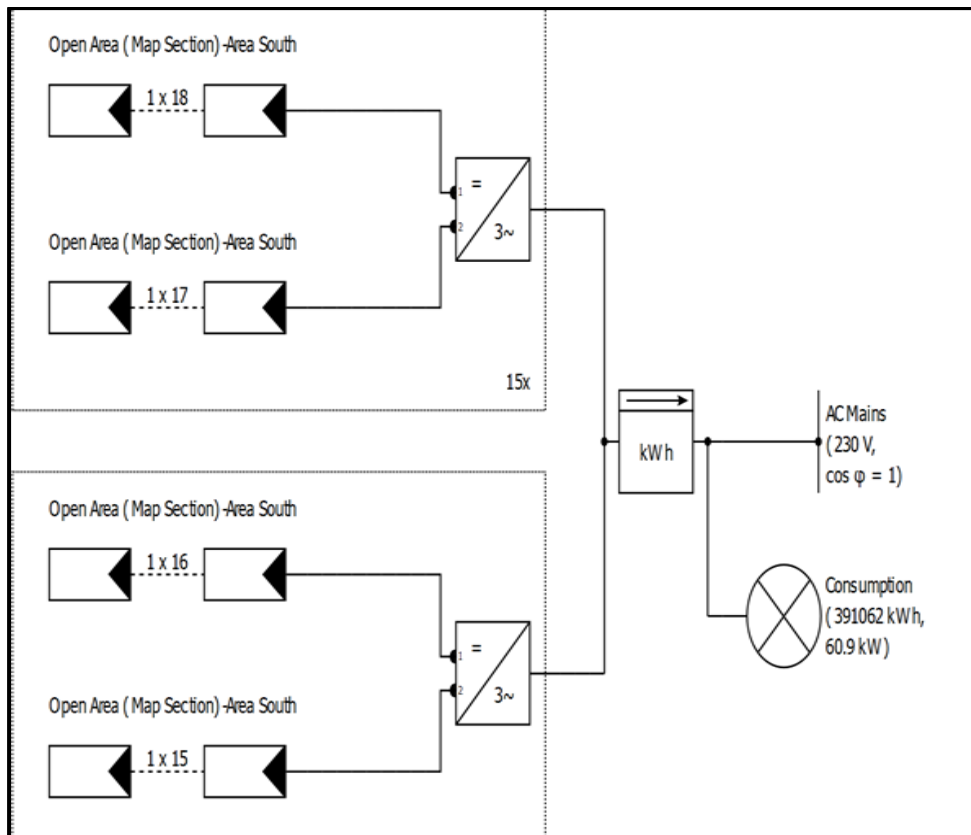 Open Area ( Map Section) -Area South
1 x 18
1
=
3~
2
Open Area ( Map Section) -Area South
1 x 17
15x
kWh
AC Mains
( 230 V,
cos φ = 1)
Open Area ( Map Section) -Area South
1 x 16
1
=
3~
2
Open Area ( Map Section) -Area South
1 x 15
Consumption
( 391062 kWh,
60.9 kW)